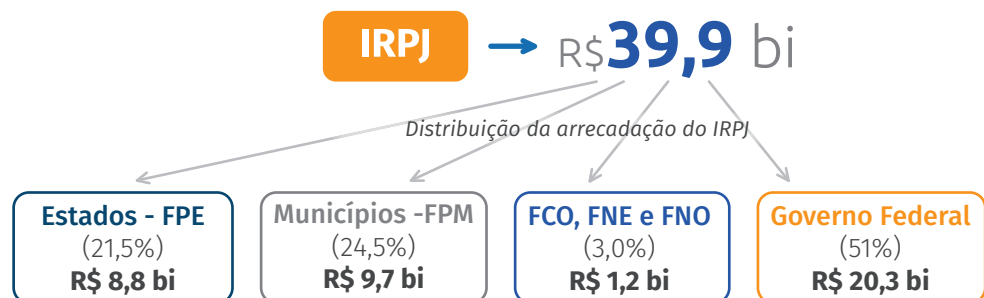 IRPJ
R$39,9 bi
Distribuição da arrecadação do IRPJ
Estados - FPE
(21,5%)
R$ 8,8 bi
Municípios -FPM
(24,5%)
R$ 9,7 bi
FCO, FNE e FNO
(3,0%)
R$ 1,2 bi
Governo Federal
(51%)
R$ 20,3 bi